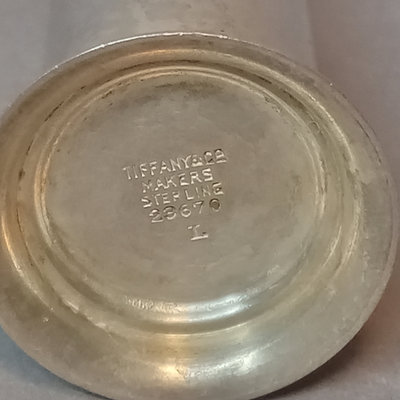 TIFFANY & CO
MAKERS
STERLING
23670
L